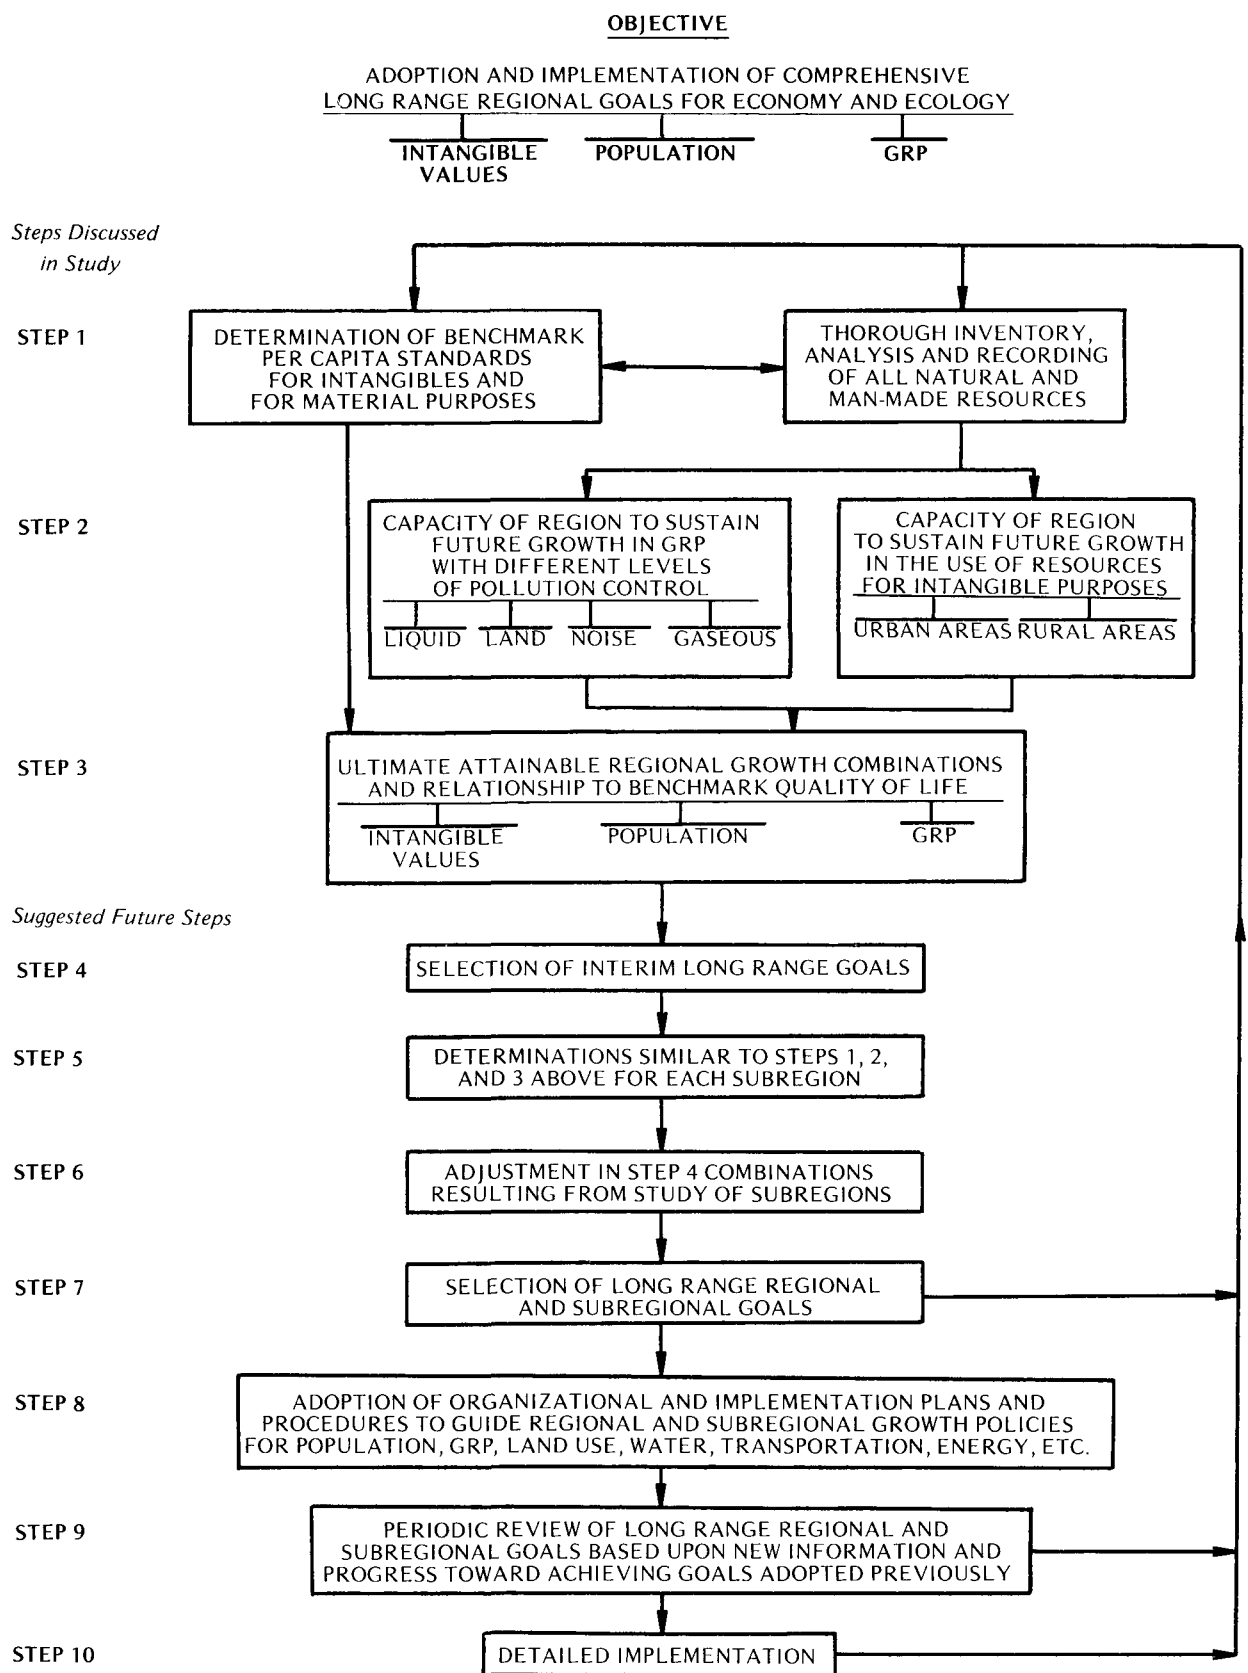 OBJECTIVE
ADOPTION AND IMPLEMENTATION OF COMPREHENSIVE
LONG RANGE REGIONAL GOALS FOR ECONOMY AND ECOLOGY
INTANGIBLE
VALUES
POPULATION
GRP
Steps Discussed
in Study
STEP 1
DETERMINATION OF BENCHMARK
PER CAPITA STANDARDS
FOR INTANGIBLES AND
FOR MATERIAL PURPOSES
THOROUGH INVENTORY,
ANALYSIS AND RECORDING
OF ALL NATURAL AND
MAN-MADE RESOURCES
STEP 2
CAPACITY OF REGION TO SUSTAIN
FUTURE GROWTH IN GRP
WITH DIFFERENT LEVELS
OF POLLUTION CONTROL
LIQUID
LAND
NOISE
GASEOUS
CAPACITY OF REGION
TO SUSTAIN FUTURE GROWTH
IN THE USE OF RESOURCES
FOR INTANGIBLE PURPOSES
URBAN AREAS
RURAL AREAS
STEP 3
ULTIMATE ATTAINABLE REGIONAL GROWTH COMBINATIONS
AND RELATIONSHIP TO BENCHMARK QUALITY OF LIFE
INTANGIBLE
VALUES
POPULATION
GRP
Suggested Future Steps
STEP 4
SELECTION OF INTERIM LONG RANGE GOALS
STEP 5
DETERMINATIONS SIMILAR TO STEPS 1, 2,
AND 3 ABOVE FOR EACH SUBREGION
STEP 6
ADJUSTMENT IN STEP 4 COMBINATIONS
RESULTING FROM STUDY OF SUBREGIONS
STEP 7
SELECTION OF LONG RANGE REGIONAL
AND SUBREGIONAL GOALS
STEP 8
ADOPTION OF ORGANIZATIONAL AND IMPLEMENTATION PLANS AND
PROCEDURES TO GUIDE REGIONAL AND SUBREGIONAL GROWTH POLICIES
FOR POPULATION, GRP, LAND USE, WATER, TRANSPORTATION, ENERGY, ETC.
STEP 9
PERIODIC REVIEW OF LONG RANGE REGIONAL AND
SUBREGIONAL GOALS BASED UPON NEW INFORMATION AND
PROGRESS TOWARD ACHIEVING GOALS ADOPTED PREVIOUSLY
STEP 10
DETAILED IMPLEMENTATION